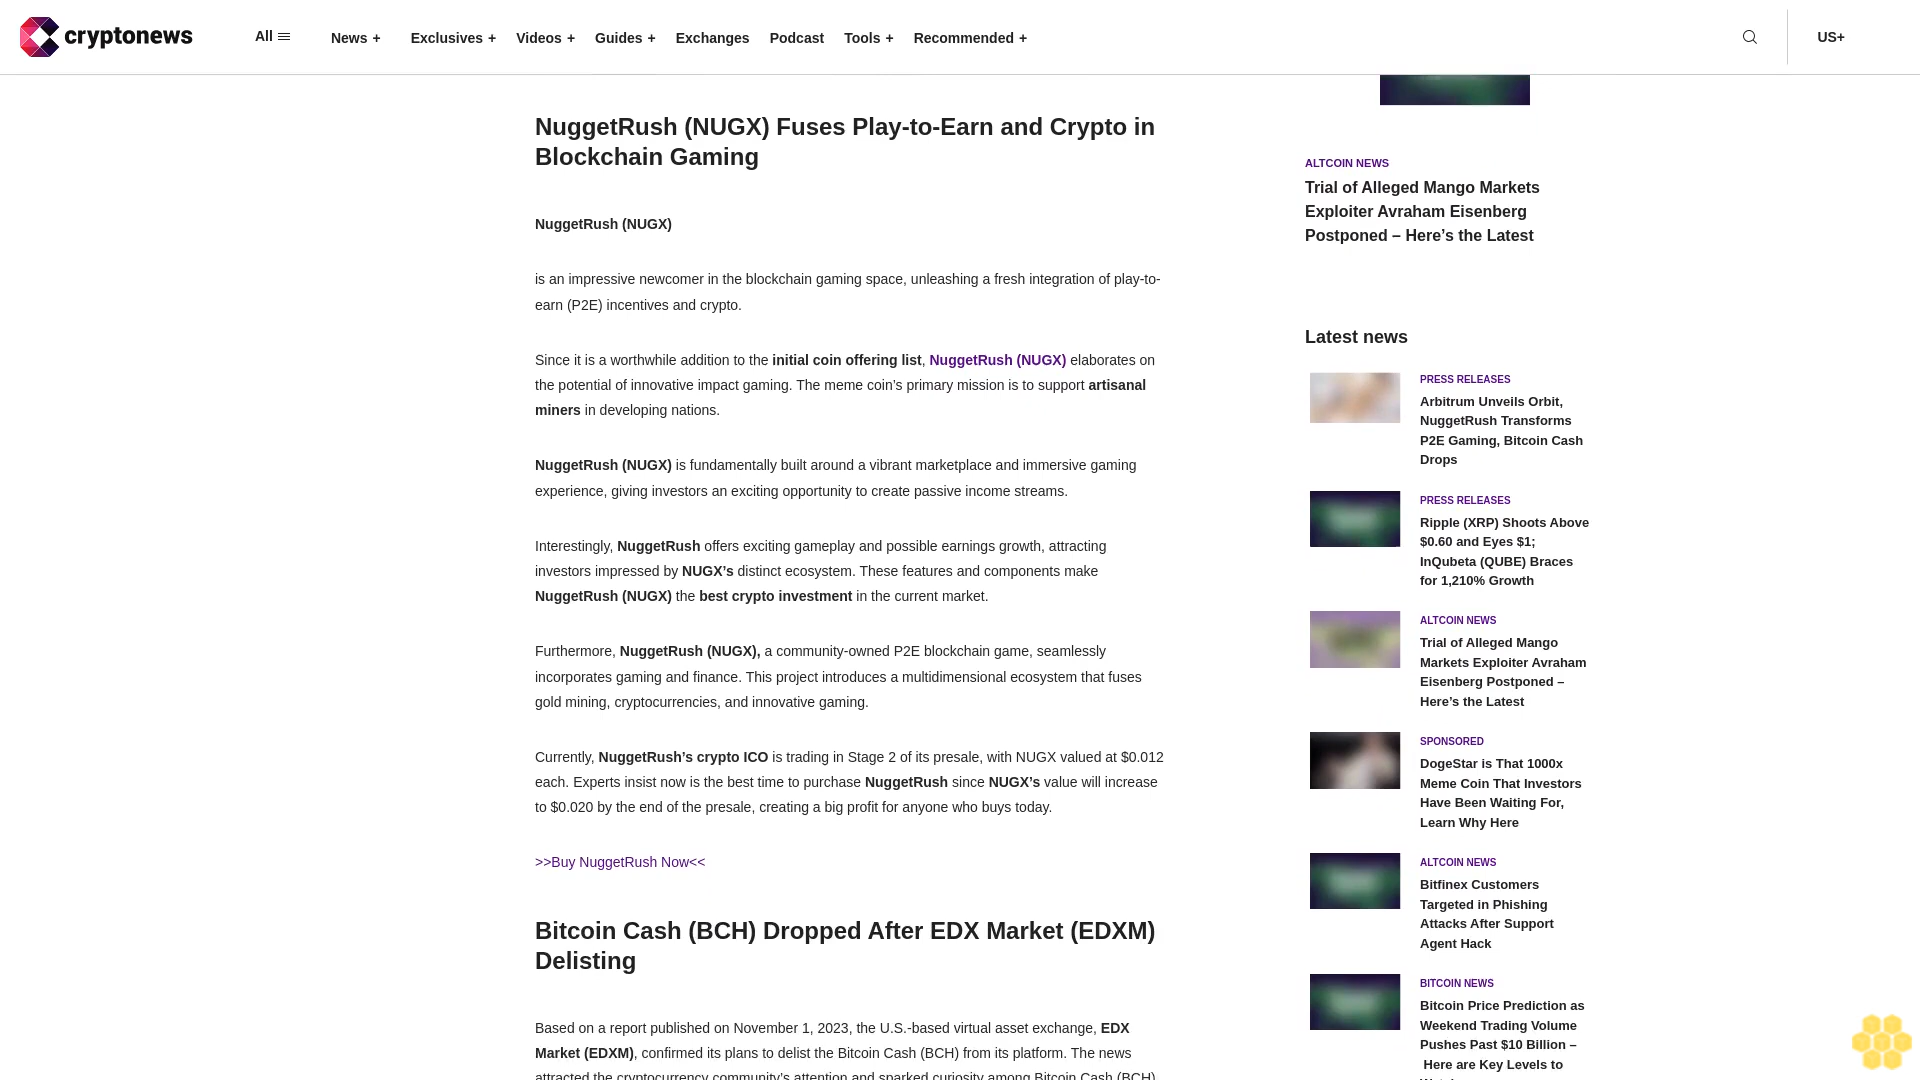 cryptonews
All
News +
Exclusives +
Videos +
Guides +
Exchanges
Podcast
Tools +
Recommended +
US+
NuggetRush (NUGX) Fuses Play-to-Earn and Crypto in
Blockchain Gaming
NuggetRush (NUGX)
is an impressive newcomer in the blockchain gaming space, unleashing a fresh integration of play-to-
earn (P2E) incentives and crypto.
Since it is a worthwhile addition to the initial coin offering list, NuggetRush (NUGX) elaborates on
the potential of innovative impact gaming. The meme coin’s primary mission is to support artisanal
miners in developing nations.
NuggetRush (NUGX) is fundamentally built around a vibrant marketplace and immersive gaming
experience, giving investors an exciting opportunity to create passive income streams.
Interestingly, NuggetRush offers exciting gameplay and possible earnings growth, attracting
investors impressed by NUGX’s distinct ecosystem. These features and components make
NuggetRush (NUGX) the best crypto investment in the current market.
Furthermore, NuggetRush (NUGX), a community-owned P2E blockchain game, seamlessly
incorporates gaming and finance. This project introduces a multidimensional ecosystem that fuses
gold mining, cryptocurrencies, and innovative gaming.
Currently, NuggetRush’s crypto ICO is trading in Stage 2 of its presale, with NUGX valued at $0.012
each. Experts insist now is the best time to purchase NuggetRush since NUGX’s value will increase
to $0.020 by the end of the presale, creating a big profit for anyone who buys today.
>>Buy NuggetRush Now<<
Bitcoin Cash (BCH) Dropped After EDX Market (EDXM)
Delisting
Based on a report published on November 1, 2023, the U.S.-based virtual asset exchange, EDX
Market (EDXM), confirmed its plans to delist the Bitcoin Cash (BCH) from its platform. The news
attracted the cryptocurrency community’s attention and sparked curiosity among Bitcoin Cash (BCH)
ALTCOIN NEWS
Trial of Alleged Mango Markets
Exploiter Avraham Eisenberg
Postponed – Here’s the Latest
Latest news
PRESS RELEASES
Arbitrum Unveils Orbit,
NuggetRush Transforms
P2E Gaming, Bitcoin Cash
Drops
PRESS RELEASES
Ripple (XRP) Shoots Above
$0.60 and Eyes $1;
InQubeta (QUBE) Braces
for 1,210% Growth
ALTCOIN NEWS
Trial of Alleged Mango
Markets Exploiter Avraham
Eisenberg Postponed –
Here’s the Latest
SPONSORED
DogeStar is That 1000x
Meme Coin That Investors
Have Been Waiting For,
Learn Why Here
ALTCOIN NEWS
Bitfinex Customers
Targeted in Phishing
Attacks After Support
Agent Hack
BITCOIN NEWS
Bitcoin Price Prediction as
Weekend Trading Volume
Pushes Past $10 Billion –
Here are Key Levels to